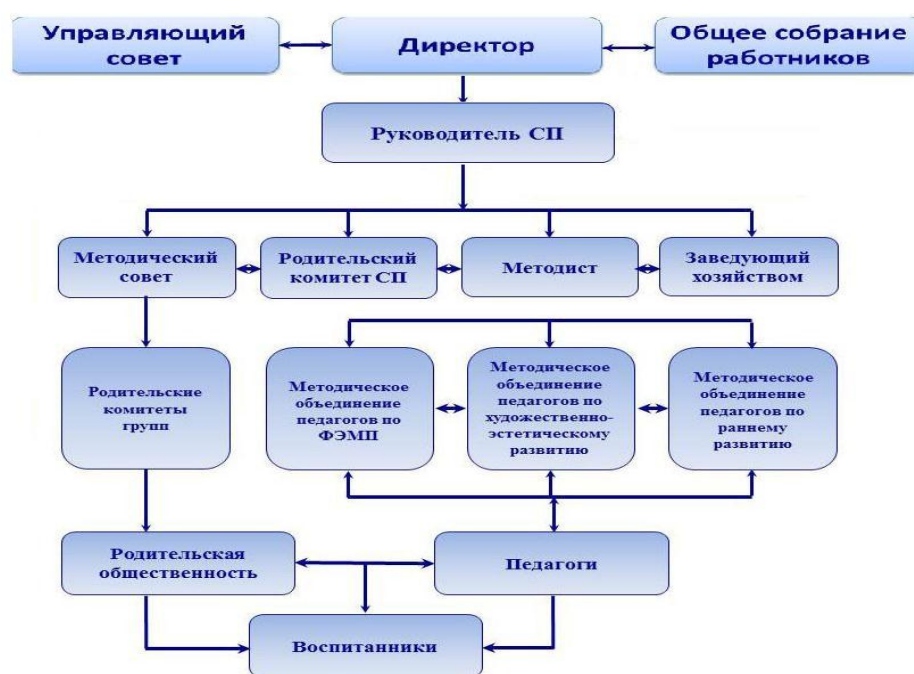 Управляющий
совет
Директор
Общее собрание
работников
Руководитель СП
Методический
совет
Родительский
комитет СП
Методист
Заведующий
хозяйством
Родительские
комитеты
групп
Методическое
объединение
педагогов по
ФЭМП
Методическое
объединение
педагогов по
художественно-
эстетическому
развитию
Методическое
объединение
педагогов по
раннему
развитию
Родительская
общественность
Педагоги
Воспитанники